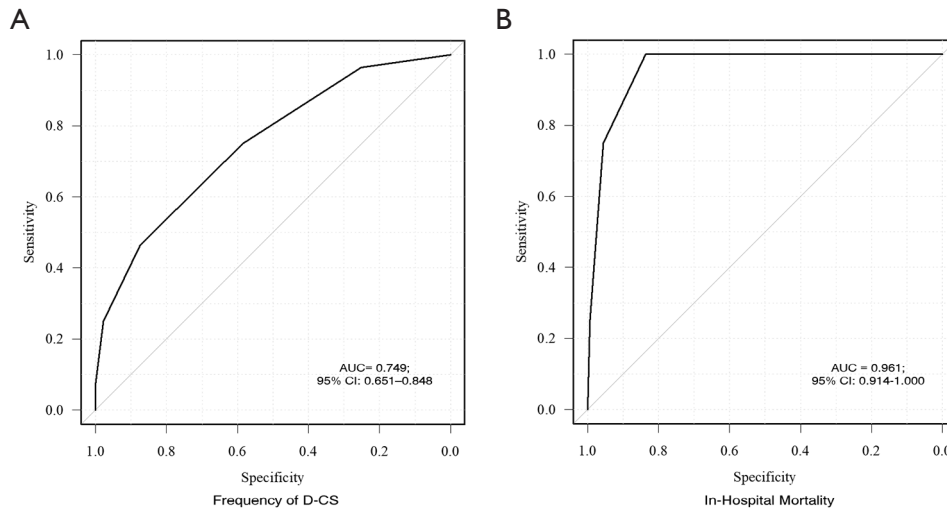 A
1.0
0.8
0.6
0.4
0.2
0.0
Sensitivity
AUC= 0.749;
95% CI: 0.651–0.848
1.0 0.8 0.6 0.4 0.2 0.0
Specificity
Frequency of D-CS
B
1.0
0.8
0.6
0.4
0.2
0.0
Sensitivity
AUC = 0.961;
95% CI: 0.914-1.000
1.0 0.8 0.6 0.4 0.2 0.0
Specificity
In-Hospital Mortality